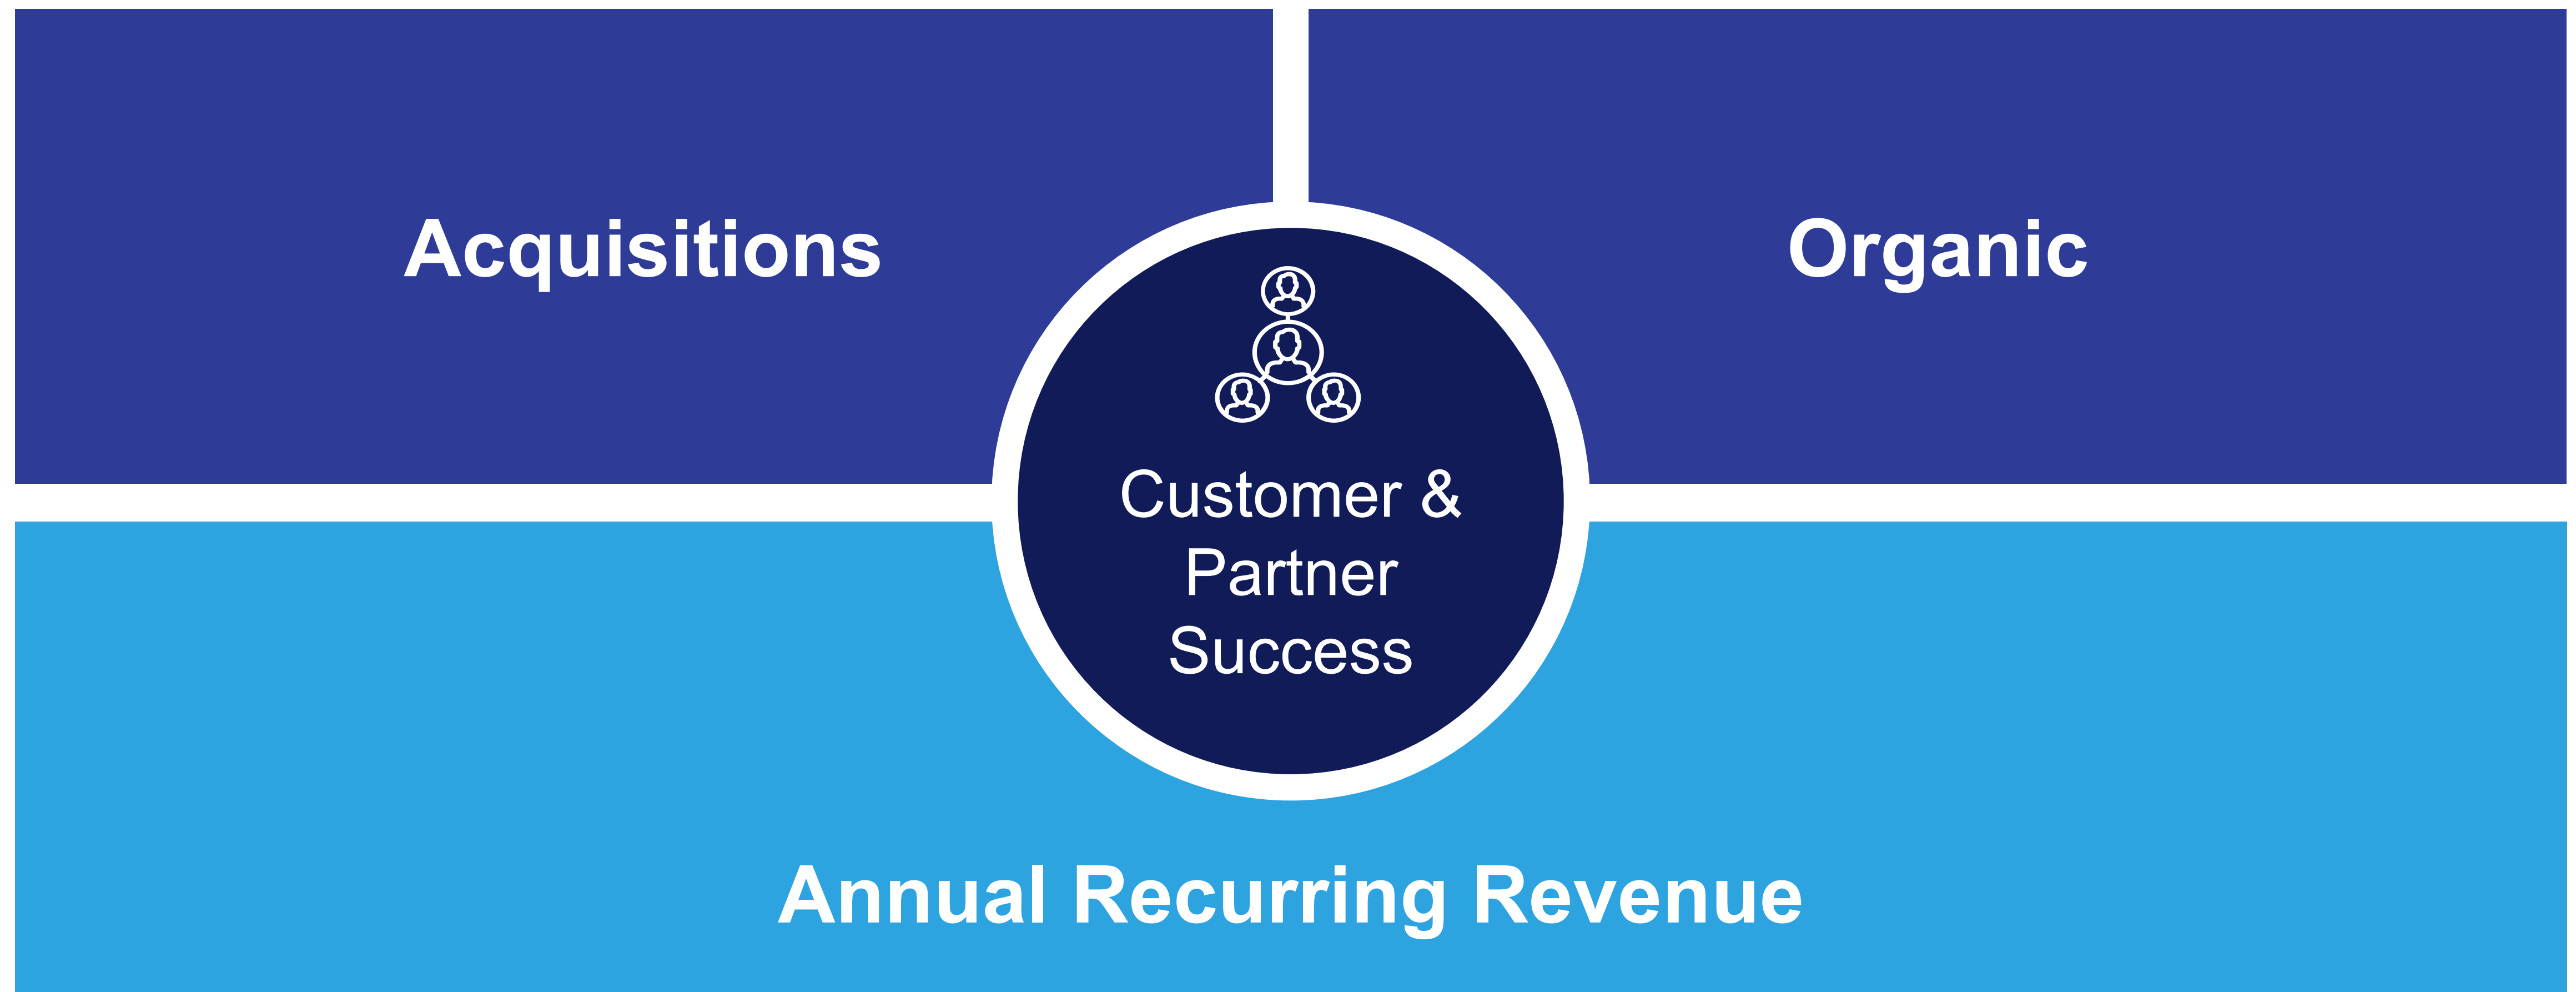 Acquisitions
Organic
Customer &
Partner
Success
Annual Recurring Revenue